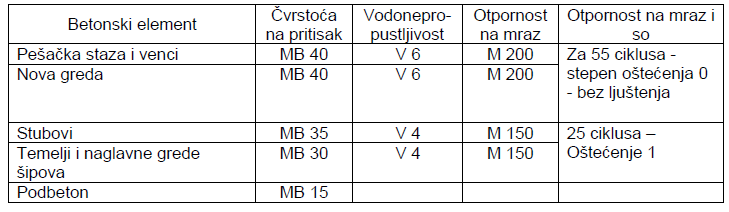 Betonski element
Čvrstoća
na pritisak
Vodonepro-
pustljivost
Otpornost
na mraz
Otpornost na mraz i
so
Pešačka staza i venci
MB 40
V 6
M 200
Za 55 ciklusa -
stepen oštećenja 0
- bez ljuštenja
Nova greda
MB 40
V 6
M 200
Stubovi
MB 35
V 4
M 150
25 ciklusa –
Oštećenje 1
Temelji i naglavne grede
šipova
MB 30
V 4
M 150
Podbeton
MB 15